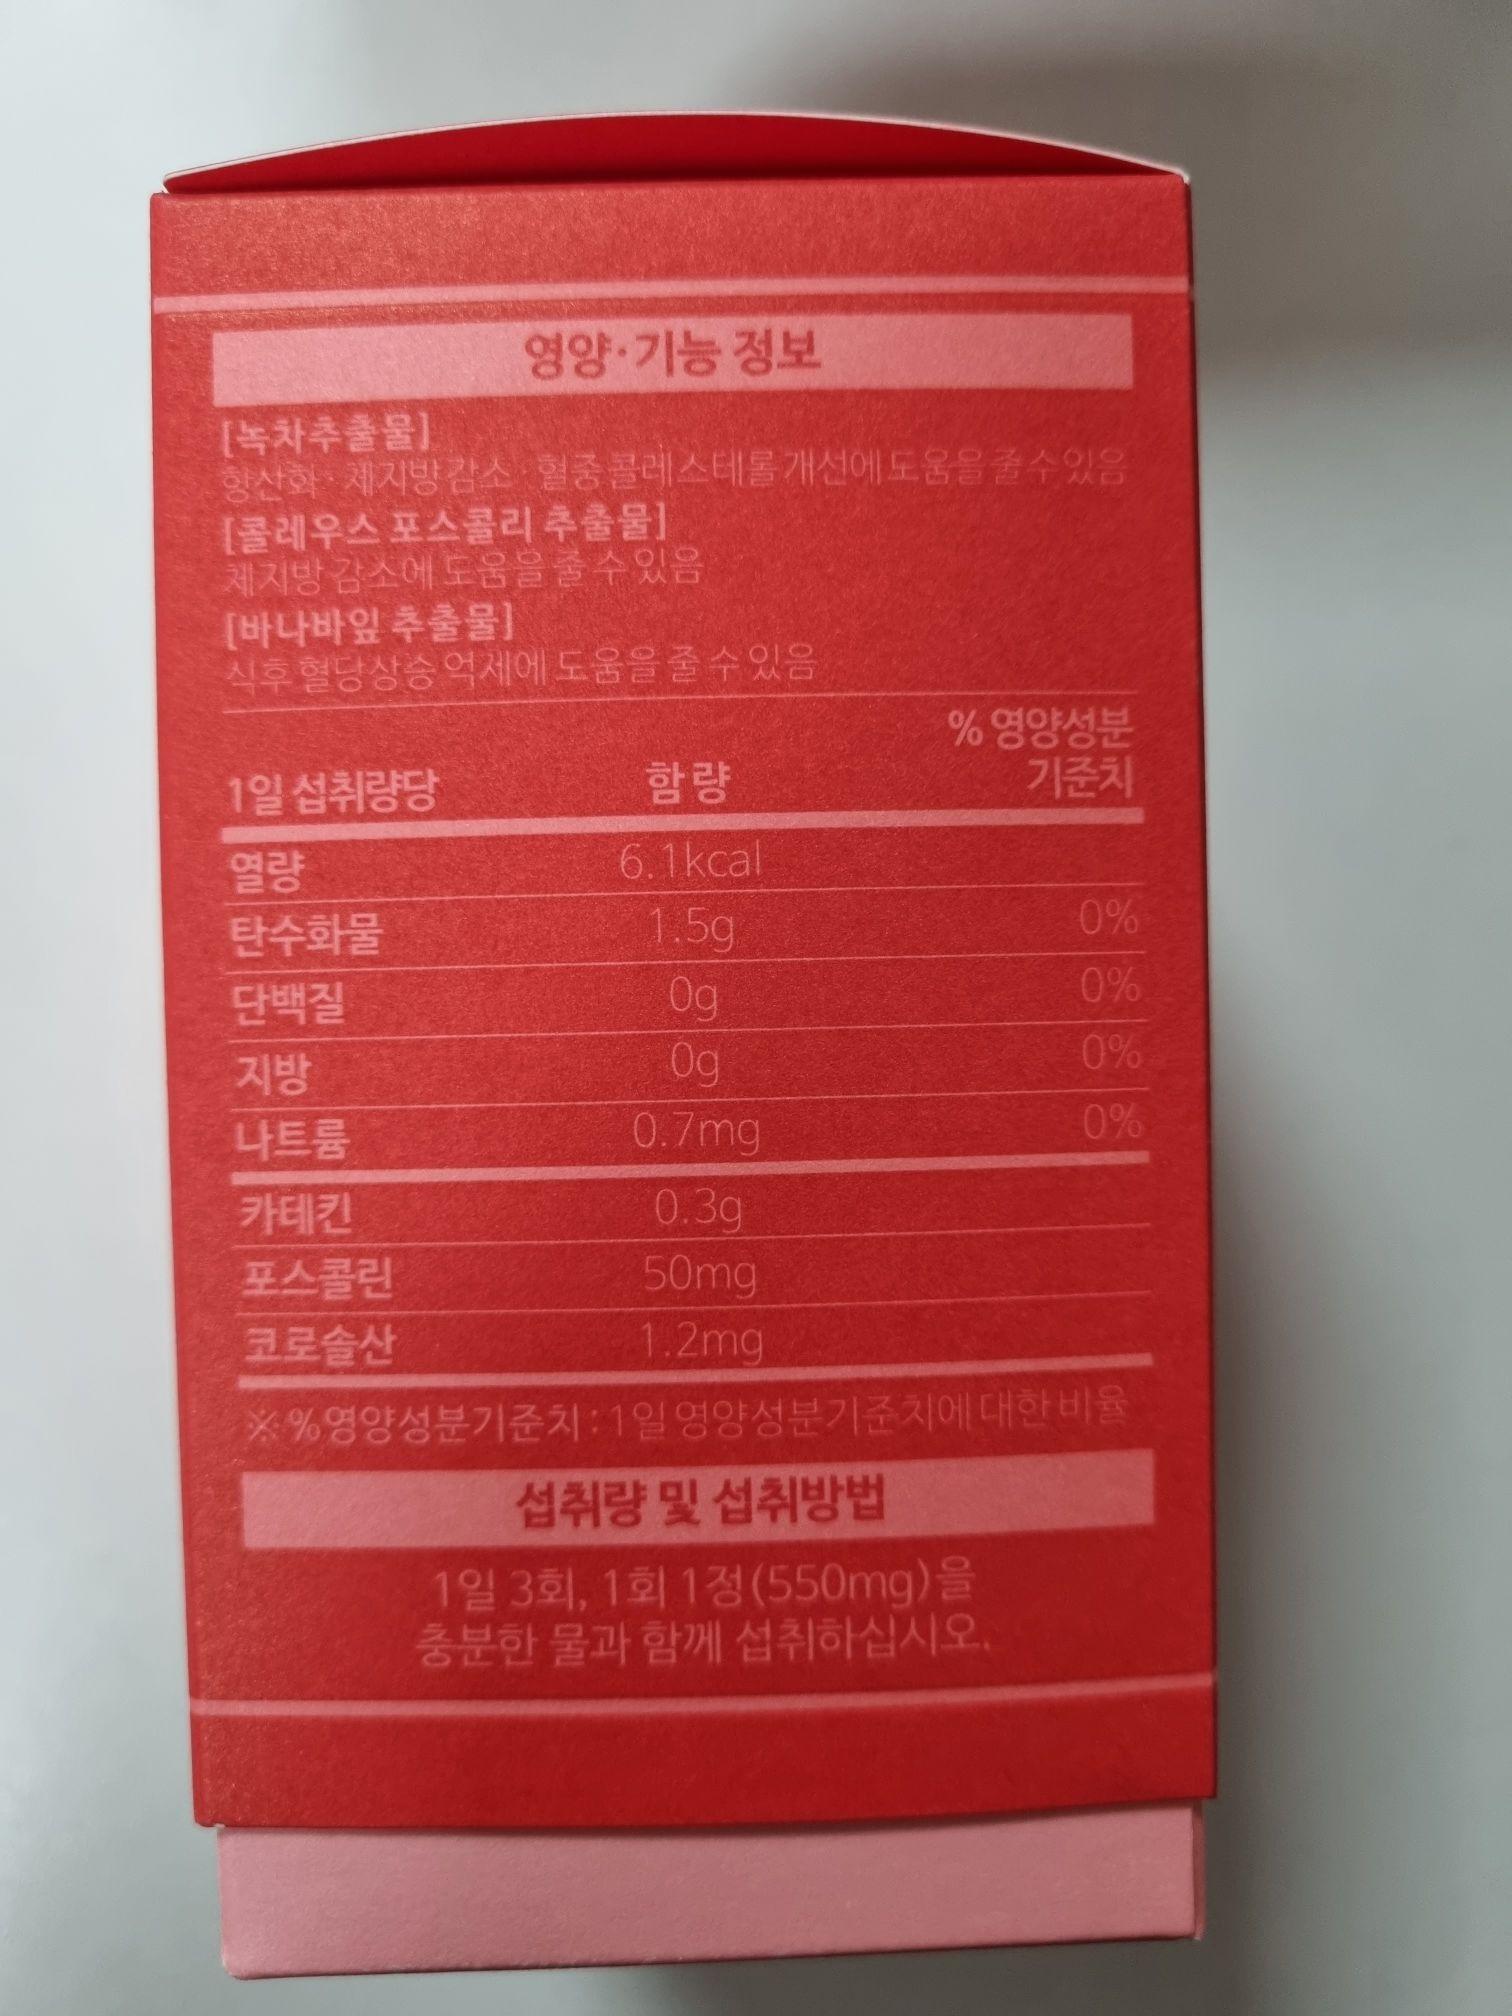 영양·기능 정보
[녹차추출물]
항산화·체지방 감소·혈중 콜레스테롤 개선에 도움을 줄 수 있음
[콜레우스 포스콜리 추출물]
체지방 감소에 도움을 줄 수 있음
[바나바잎 추출물]
식후 혈당상승 억제에 도움을 줄 수 있음
% 영양성분
1일 섭취량당 함 량 기준치
열량 6.1kcal
탄수화물 1.5g 0%
단백질 0g 0%
지방 0g 0%
나트륨 0.7mg 0%
카테킨 0.3g
포스콜린 50mg
코로솔산 1.2mg
※ %영양성분기준치 : 1일 영양성분기준치에 대한 비율
섭취량 및 섭취방법
1일 3회, 1회 1정(550mg)을
충분한 물과 함께 섭취하십시오.